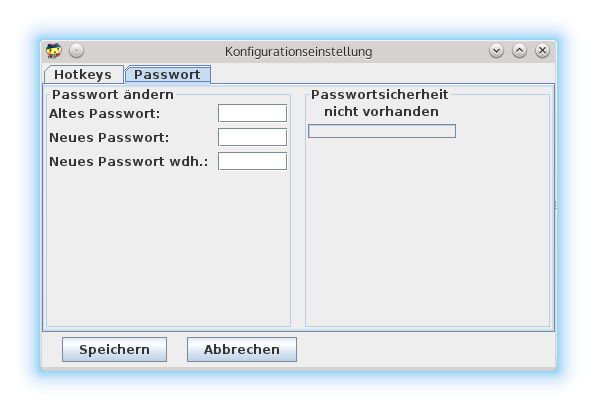 Konfigurationseinstellung
Hotkeys Passwort
Passwort ändern
Altes Passwort:
Neues Passwort:
Neues Passwort wdh.:
Passwortsicherheit
nicht vorhanden
Speichern Abbrechen